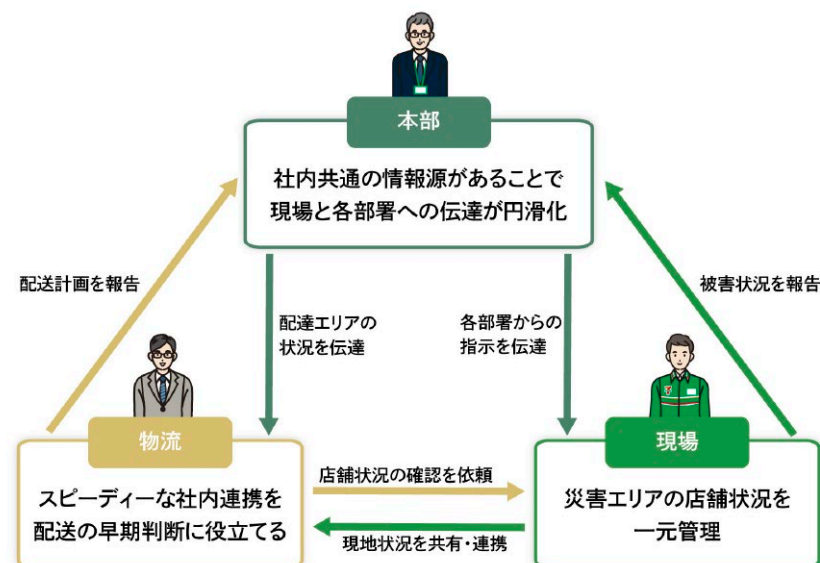 本部
社内共通の情報源があることで
現場と各部署への伝達が円滑化
配送計画を報告
配達エリアの
状況を伝達
各部署からの
指示を伝達
被害状況を報告
物流
スピーディーな社内連携を
配送の早期判断に役立てる
店舗状況の確認を依頼
現地状況を共有・連携
現場
災害エリアの店舗状況を
一元管理